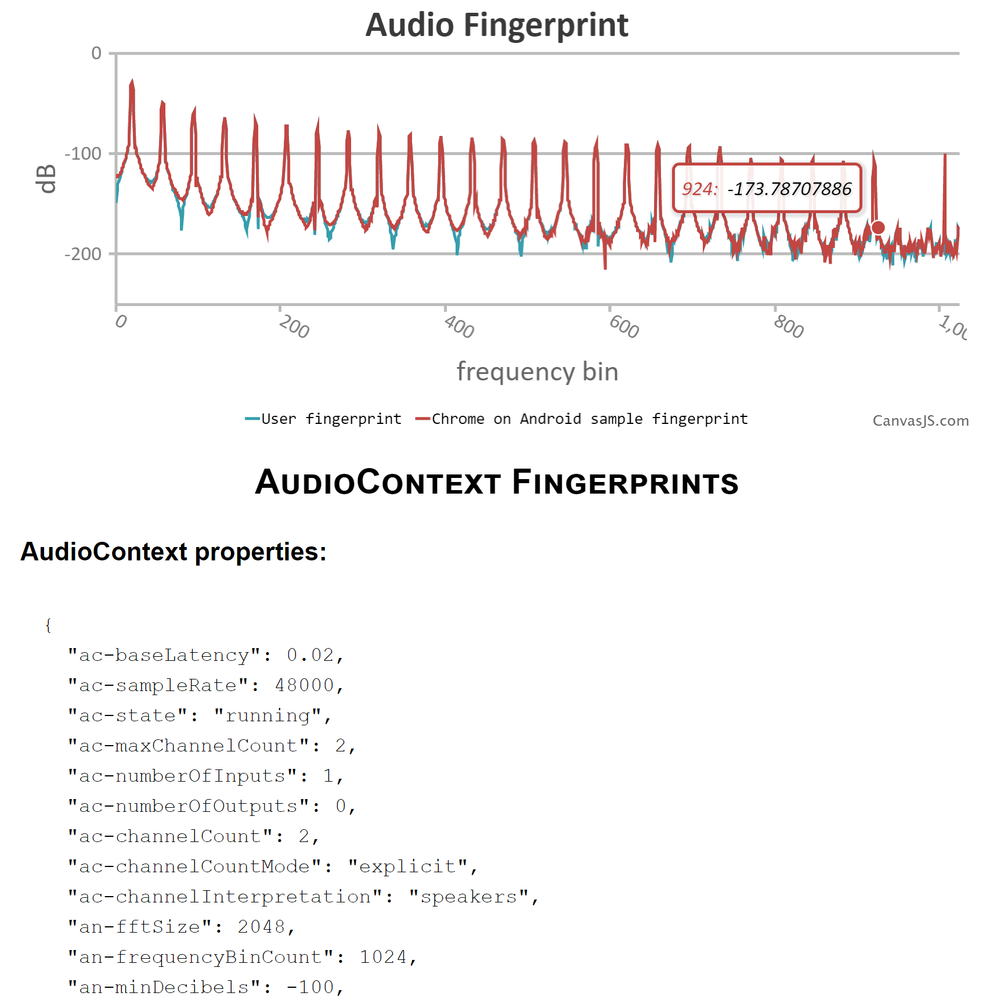 Audio Fingerprint
0
-100
-200
dB
924: -173.78707886
0 200 400 600 800
frequency bin
User fingerprint Chrome on Android sample fingerprint
CanvasJS.com
AUDIOCONTEXT FINGERPRINTS
AudioContext properties:
{
"ac-baseLatency": 0.02,
"ac-sampleRate": 48000,
"ac-state": "running",
"ac-maxChannelCount": 2,
"ac-numberOfInputs": 1,
"ac-numberOfOutputs": 0,
"ac-channelCount": 2,
"ac-channelCountMode": "explicit",
"ac-channelInterpretation": "speakers",
"an-fftSize": 2048,
"an-frequencyBinCount": 1024,
"an-minDecibels": -100,